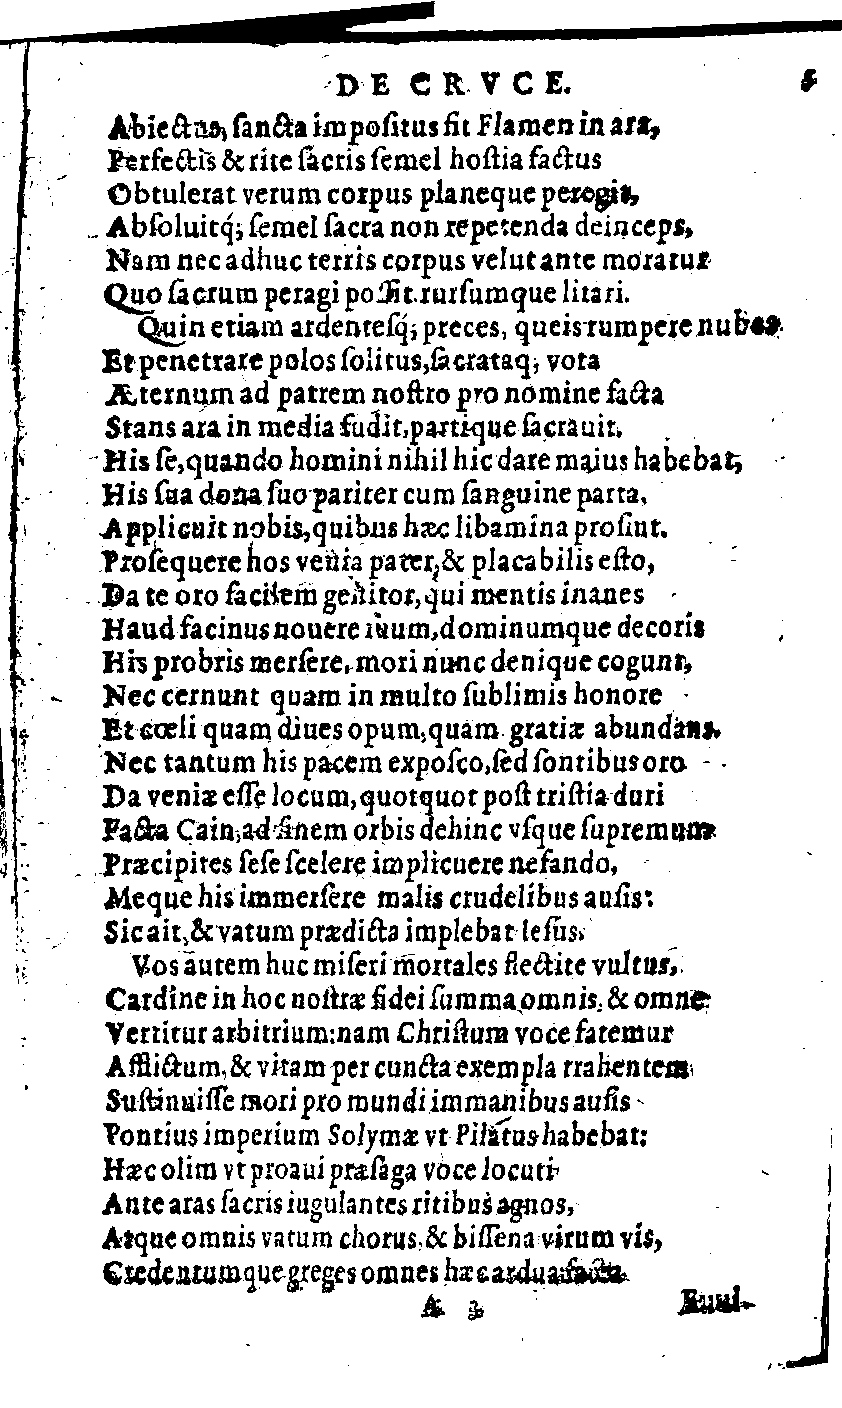 DE CRVCE. 5
Abiectus, ſancta impoſitus fit Flamen in ara,
Perfectis & rite ſacris ſemel hoſtia factus
Obtulerat verum corpus planeque peregit,
Abſoluitq́; ſemel ſacra non repetenda deinceps,
Nam nec adhuc terris corpus velut ante moratur
Quo ſacrum peragi poſſit rurſumque litari.
Quin etiam ardenteſq́; preces, queis rumpere nubes
Et penetrare polos ſolitus, ſacrataq; vota
Æternum ad patrem noſtro pro nomine facta
Stans ara in media fudit, partique ſacrauit.
His ſe, quando homini nihil hic dare maius habebat,
His ſua dona ſuo pariter cum ſanguine parta,
Applicuit nobis, quibus hæc libamina proſint.
Proſequere hos venia pater, & placabilis eſto,
Da te oro facilem genitor, qui mentis inanes
Haud facinus nouere ſuum, dominumque decoris
His probris merſere, mori nunc denique cogunt,
Nec cernunt quam in multo ſublimis honore
Et cœli quam diues opum, quam gratiæ abundans.
Nec tantum his pacem expoſco, ſed ſontibus oro
Da veniæ eſſe locum, quotquot poſt triſtia duri
Facta Cain, ad finem orbis dehinc vſque ſupremum
Præcipites ſeſe ſcelere implicuere nefando,
Meque his immerſere malis crudelibus auſis:
Sic ait, & vatum prædicta implebat Ieſus.
Vos autem huc miſeri mortales flectite vultus,
Cardine in hoc noſtræ fidei ſumma omnis, & omne
Vertitur arbitrium: nam Chriſtum voce fatemur
Afflictum, & vitam per cuncta exempla trahentem
Suſtinuiſſe mori pro mundi immanibus auſis
Pontius imperium Solymæ vt Pilatus habebat:
Hæc olim vt proaui præſaga voce locuti
Ante aras ſacris iugulantes ritibus agnos,
Atque omnis vatum chorus, & biſſena virum vis,
Credentumque greges omnes hæc ardua facta
A 3